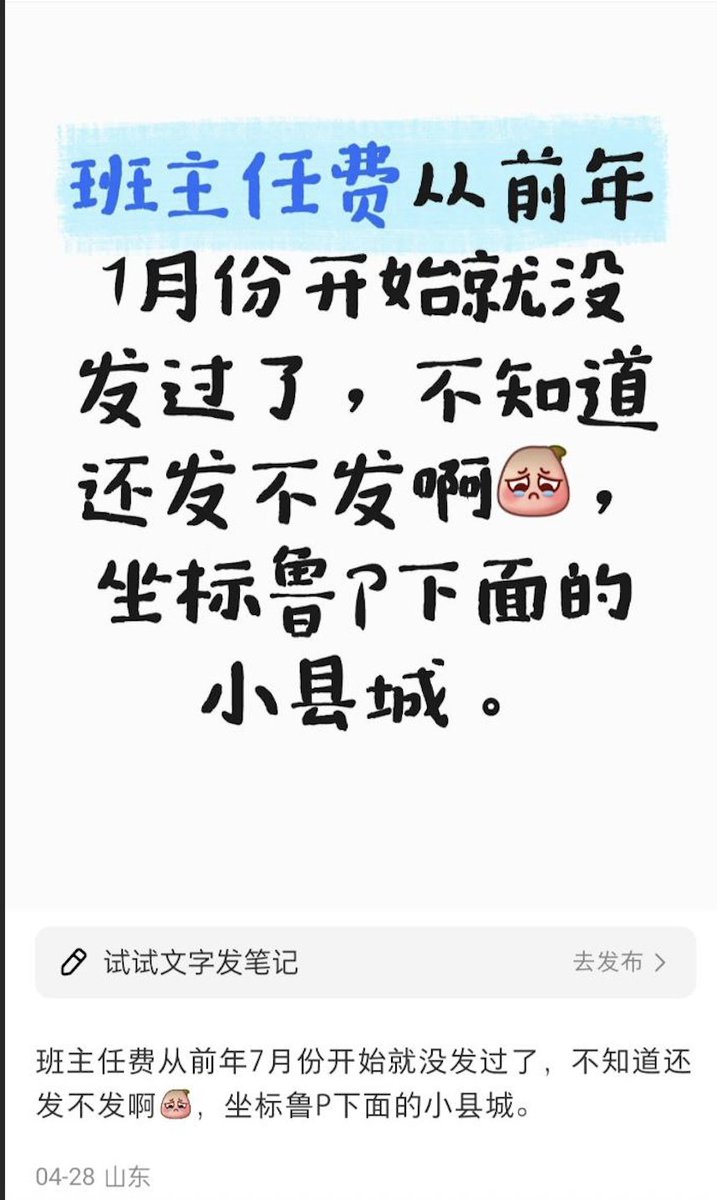 班主任费从前年
1月份开始就没
发过了，不知道
还发不发啊，
坐标鲁P下面的
小县城。
试试文字发笔记 去发布
班主任费从前年7月份开始就没发过了，不知道还
发不发啊，坐标鲁P下面的小县城。
04-28 山东